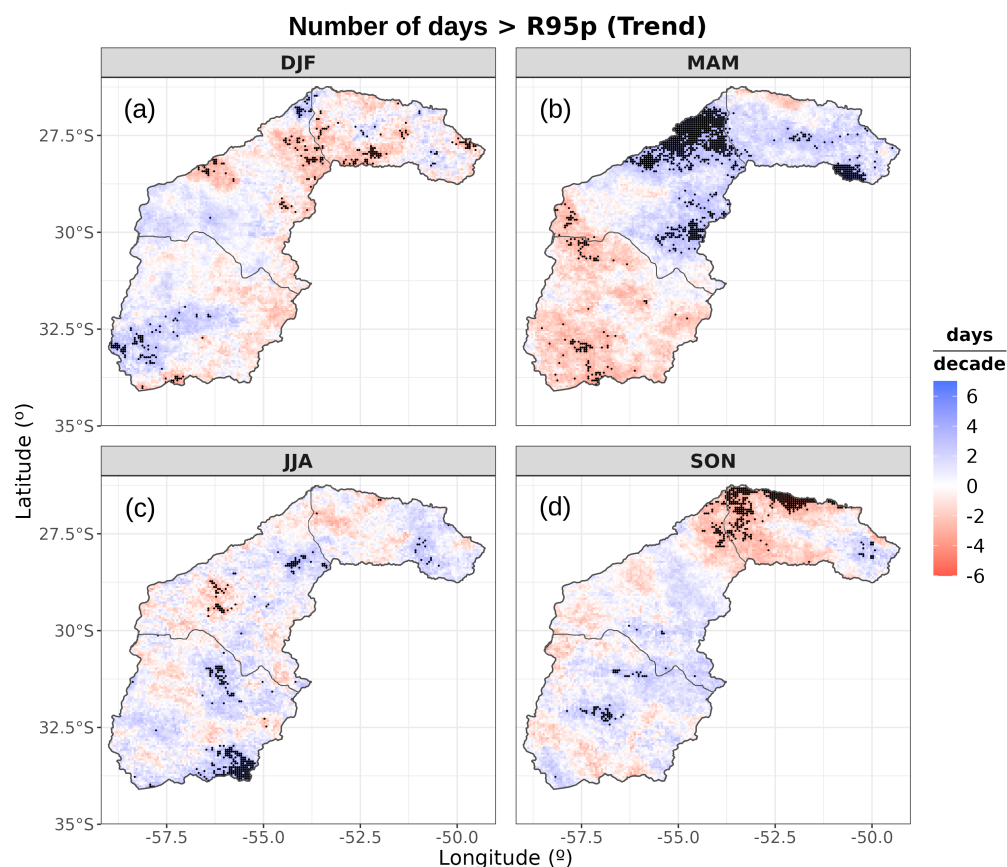 Number of days > R95p (Trend)
DJF
MAM
(a)
(b)
27.5°S
30°S
32.5°S
35°S
JJA
SON
(c)
(d)
27.5°S
30°S
32.5°S
35°S
-57.5
-55.0
-52.5
-50.0
-57.5
-55.0
-52.5
-50.0
Latitude (º)
Longitude (º)
days
decade
6
4
2
0
-2
-4
-6